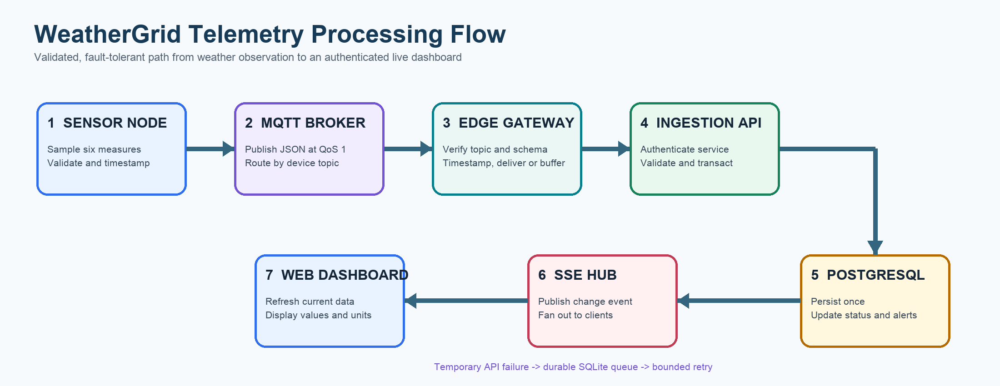 WeatherGrid Telemetry Processing Flow
Validated, fault-tolerant path from weather observation to an authenticated live dashboard
1 SENSOR NODE
Sample six measures
Validate and timestamp
2 MQTT BROKER
Publish JSON at QoS 1
Route by device topic
3 EDGE GATEWAY
Verify topic and schema
Timestamp, deliver or buffer
4 INGESTION API
Authenticate service
Validate and transact
5 POSTGRESQL
Persist once
Update status and alerts
6 SSE HUB
Publish change event
Fan out to clients
7 WEB DASHBOARD
Refresh current data
Display values and units
Temporary API failure -> durable SQLite queue -> bounded retry